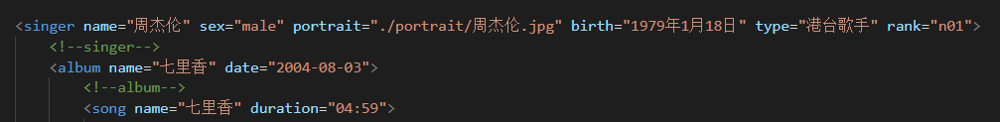 <singer name="周杰伦" sex="male" portrait="./portrait/周杰伦.jpg" birth="1979年1月18日" type="港台歌手" rank="n01">
<!--singer-->
<album name="七里香" date="2004-08-03">
<!--album-->
<song name="七里香" duration="04:59">